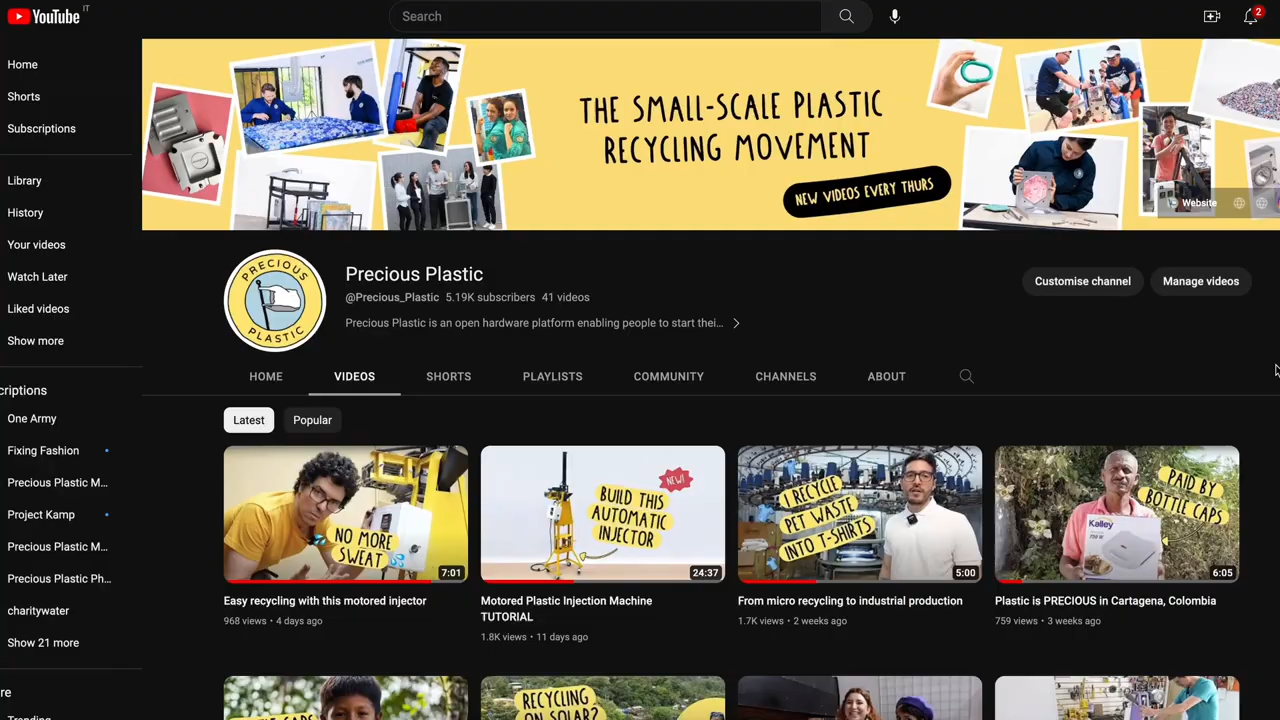 YouTube IT
Search
2
Home
Shorts
Subscriptions
Library
History
Your videos
Watch Later
Liked videos
Show more
criptions
One Army
Fixing Fashion
Precious Plastic M...
Project Kamp
Precious Plastic M...
Precious Plastic Ph...
charitywater
Show 21 more
re
THE SMALL-SCALE PLASTIC
RECYCLING MOVEMENT
NEW VIDEOS EVERY THURS
Website
PRECIOUS
PLASTIC
Precious Plastic
@Precious_Plastic 5.19K subscribers 41 videos
Precious Plastic is an open hardware platform enabling people to start thei...
Customise channel
Manage videos
HOME VIDEOS SHORTS PLAYLISTS COMMUNITY CHANNELS ABOUT
Latest Popular
NO MORE
SWEAT
7:01
Easy recycling with this motored injector
968 views • 4 days ago
NEW!
BUILD THIS
AUTOMATIC
INJECTOR
24:37
Motored Plastic Injection Machine
TUTORIAL
1.8K views • 11 days ago
I RECYCLE
PET WASTE
INTO T-SHIRTS
5:00
From micro recycling to industrial production
1.7K views • 2 weeks ago
PAID BY
BOTTLE CAPS
Kalley
6:05
Plastic is PRECIOUS in Cartagena, Colombia
759 views • 3 weeks ago
RECYCLING
ON SOLAR?